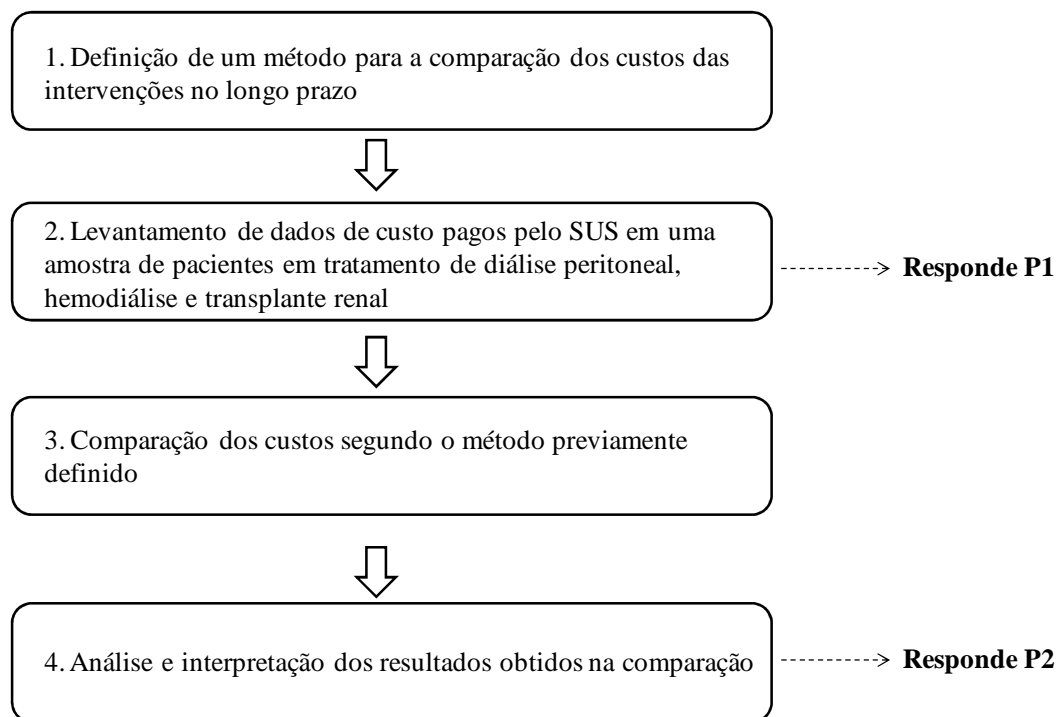 1. Definição de um método para a comparação dos custos das
intervenções no longo prazo
2. Levantamento de dados de custo pagos pelo SUS em uma
amostra de pacientes em tratamento de diálise peritoneal,
hemodiálise e transplante renal
Responde P1
3. Comparação dos custos segundo o método previamente
definido
4. Análise e interpretação dos resultados obtidos na comparação
Responde P2